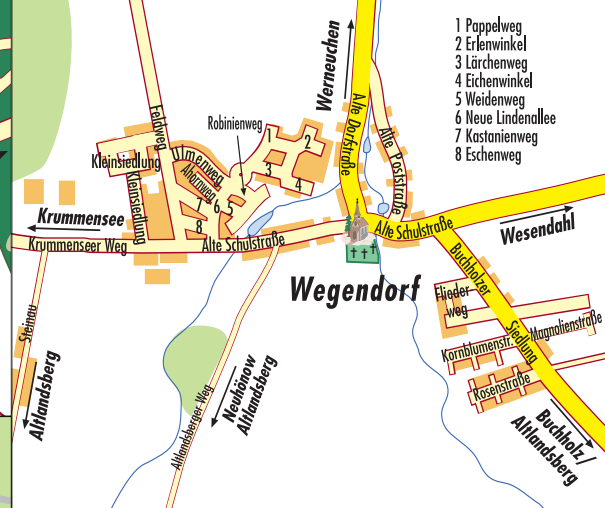 1 Pappelweg
2 Erlenwinkel
3 Lärchenweg
4 Eichenwinkel
5 Weidenweg
6 Neue Lindenallee
7 Kastanienweg
8 Eschenweg
Werneuchen
Alte Dorfstraße
Alte Poststraße
Feldweg
Robinienweg
1
2
3
4
Ulmenweg
Ahornweg
Kleinsiedlung
Kleinsiedlung
7
6
5
8
Krummensee
Krummenseer Weg
Alte Schulstraße
Alte Schulstraße
Wesendahl
Wegendorf
Buchholzer
Siedlung
Flieder-
weg
Magnolienstraße
Kornblumenstr.
Rosenstraße
Steinau
Altlandsberg
Altlandsberger Weg
Neuhönow
Altlandsberg
Buchholz/
Altlandsberg